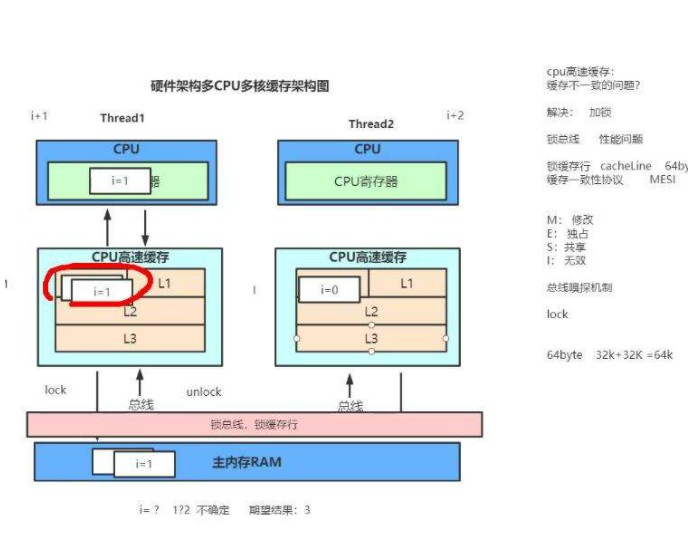 硬件架构多CPU多核缓存架构图
i+1
Thread1
Thread2
i+2
CPU
i=1
器
CPU
CPU寄存器
CPU高速缓存
i=1
L1
L2
L3
CPU高速缓存
i=0
L1
L2
L3
I
lock
总线
unlock
总线
锁总线、锁缓存行
i=1
主内存RAM
i= ? 1?2 不确定 期望结果：3
cpu高速缓存：
缓存不一致的问题?
解决： 加锁
锁总线 性能问题
锁缓存行 cacheLine 64by
缓存一致性协议 MESI
M： 修改
E： 独占
S：共享
I： 无效
总线嗅探机制
lock
64byte 32k+32K =64k